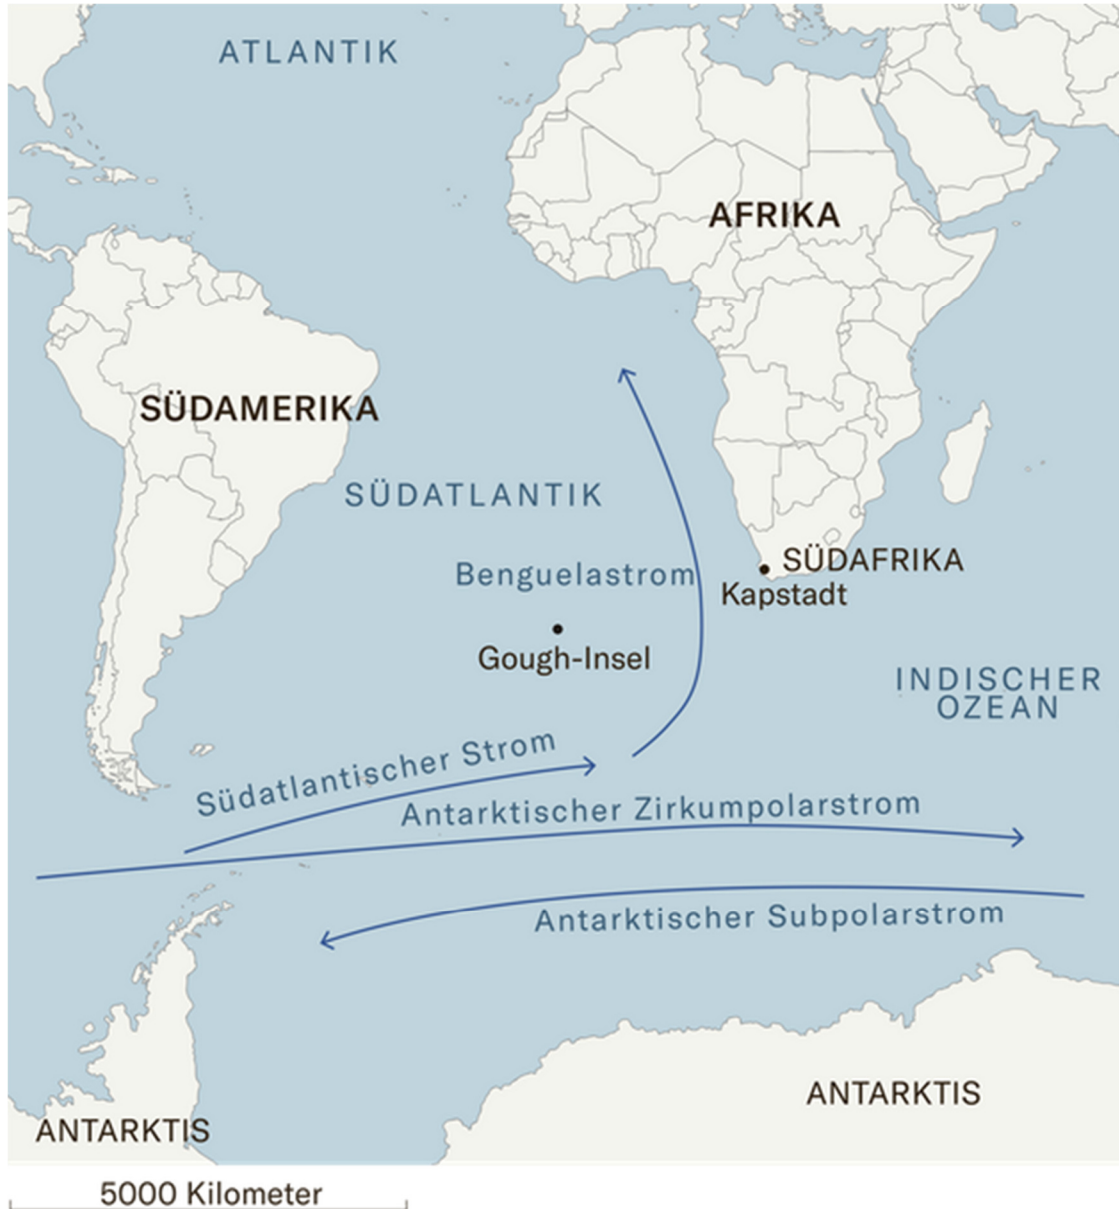 ATLANTIK
AFRIKA
SÜDAMERIKA
SÜDATLANTIK
SÜDAFRIKA
Benguelastrom
Kapstadt
Gough-Insel
INDISCHER
OZEAN
Südatlantischer Strom
Antarktischer Zirkumpolarstrom
Antarktischer Subpolarstrom
ANTARKTIS
ANTARKTIS
5000 Kilometer